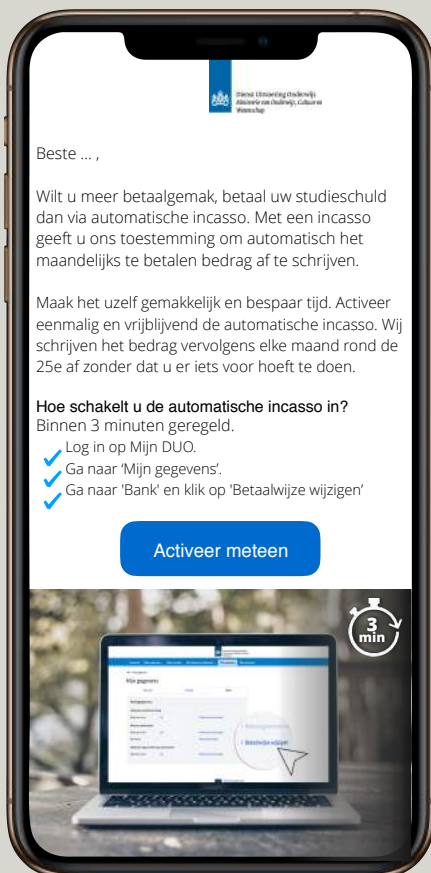 Dienst Uitvoering Onderwijs
Ministerie van Onderwijs, Cultuur en
Wetenschap
Beste ... ,
Wilt u meer betaalgemak, betaal uw studieschuld
dan via automatische incasso. Met een incasso
geeft u ons toestemming om automatisch het
maandelijks te betalen bedrag af te schrijven.
Maak het uzelf gemakkelijk en bespaar tijd. Activeer
eenmalig en vrijblijvend de automatische incasso. Wij
schrijven het bedrag vervolgens elke maand rond de
25e af zonder dat u er iets voor hoeft te doen.
Hoe schakelt u de automatische incasso in?
Binnen 3 minuten geregeld.
Log in op Mijn DUO.
Ga naar ‘Mijn gegevens’.
Ga naar 'Bank' en klik op 'Betaalwijze wijzigen’
Activeer meteen
3
min
Mijn gegevens
Betaalwijze wijzigen